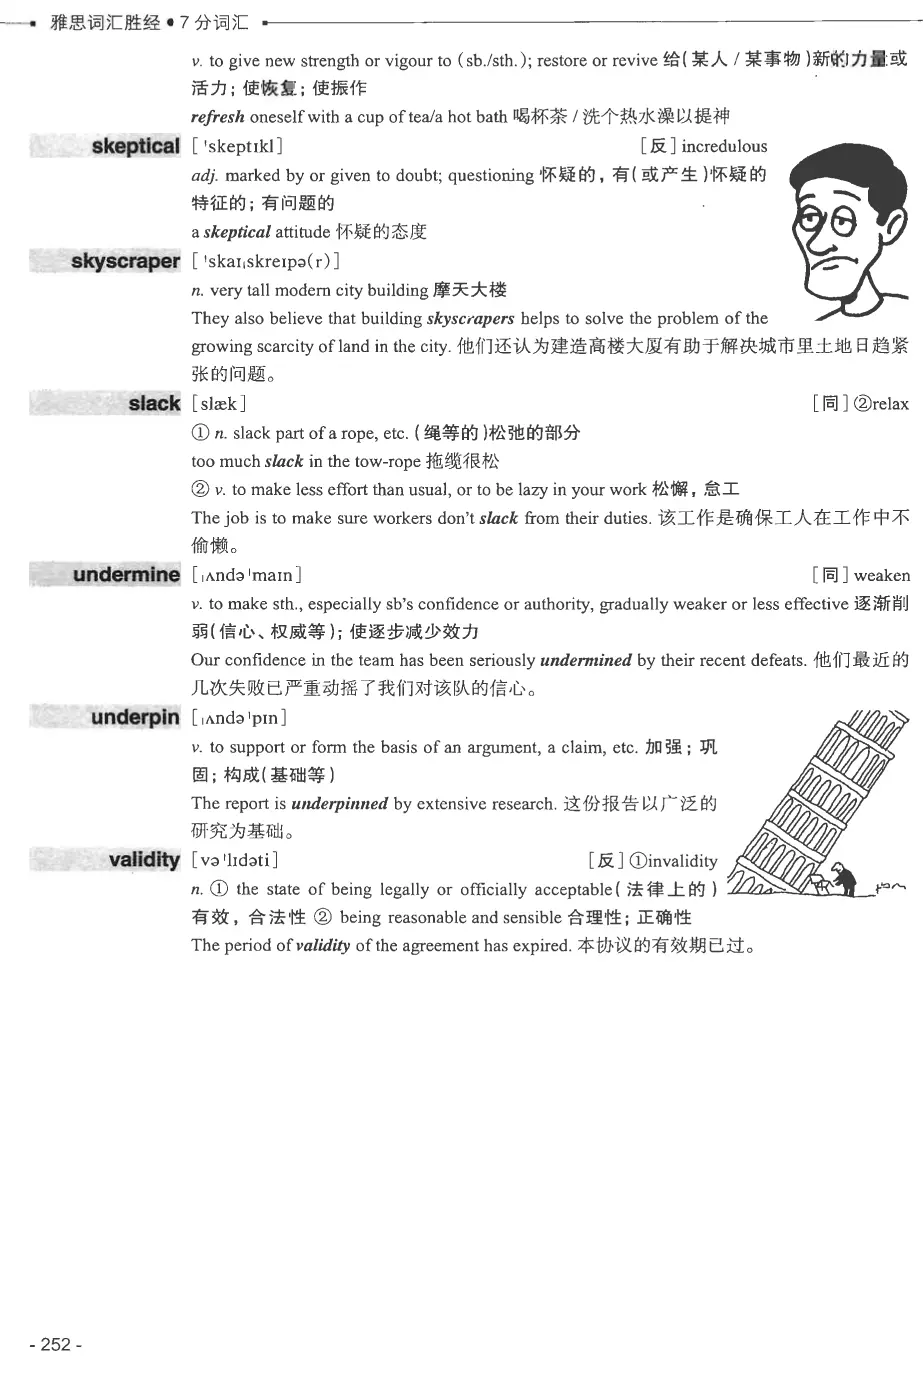 雅思词汇胜经•7分词汇
v. to give new strength or vigour to (sb./sth.); restore or revive 给(某人/某事物)新的力量或
活力；使恢复；使振作
refresh oneself with a cup of tea/a hot bath 喝杯茶/洗个热水澡以提神
skeptical [ˈskeptɪkl] [反] incredulous
adj. marked by or given to doubt; questioning 怀疑的，有(或产生)怀疑的
特征的；有问题的
a skeptical attitude 怀疑的态度
skyscraper [ˈskaɪˌskreɪpə(r)]
n. very tall modern city building 摩天大楼
They also believe that building skyscrapers helps to solve the problem of the
growing scarcity of land in the city. 他们还认为建造高楼大厦有助于解决城市里土地日趋紧
张的问题。
slack [slæk] [同] ②relax
① n. slack part of a rope, etc. (绳等的)松弛的部分
too much slack in the tow-rope 拖缆很松
② v. to make less effort than usual, or to be lazy in your work 松懈，怠工
The job is to make sure workers don't slack from their duties. 该工作是确保工人在工作中不
偷懒。
undermine [ˌʌndəˈmaɪn] [同] weaken
v. to make sth., especially sb's confidence or authority, gradually weaker or less effective 逐渐削
弱(信心、权威等)；使逐步减少效力
Our confidence in the team has been seriously undermined by their recent defeats. 他们最近的
几次失败已严重动摇了我们对该队的信心。
underpin [ˌʌndəˈpɪn]
v. to support or form the basis of an argument, a claim, etc. 加强；巩
固；构成(基础等)
The report is underpinned by extensive research. 这份报告以广泛的
研究为基础。
validity [vəˈlɪdəti] [反] ①invalidity
n. ① the state of being legally or officially acceptable(法律上的)
有效，合法性 ② being reasonable and sensible 合理性；正确性
The period of validity of the agreement has expired. 本协议的有效期已过。
- 252 -